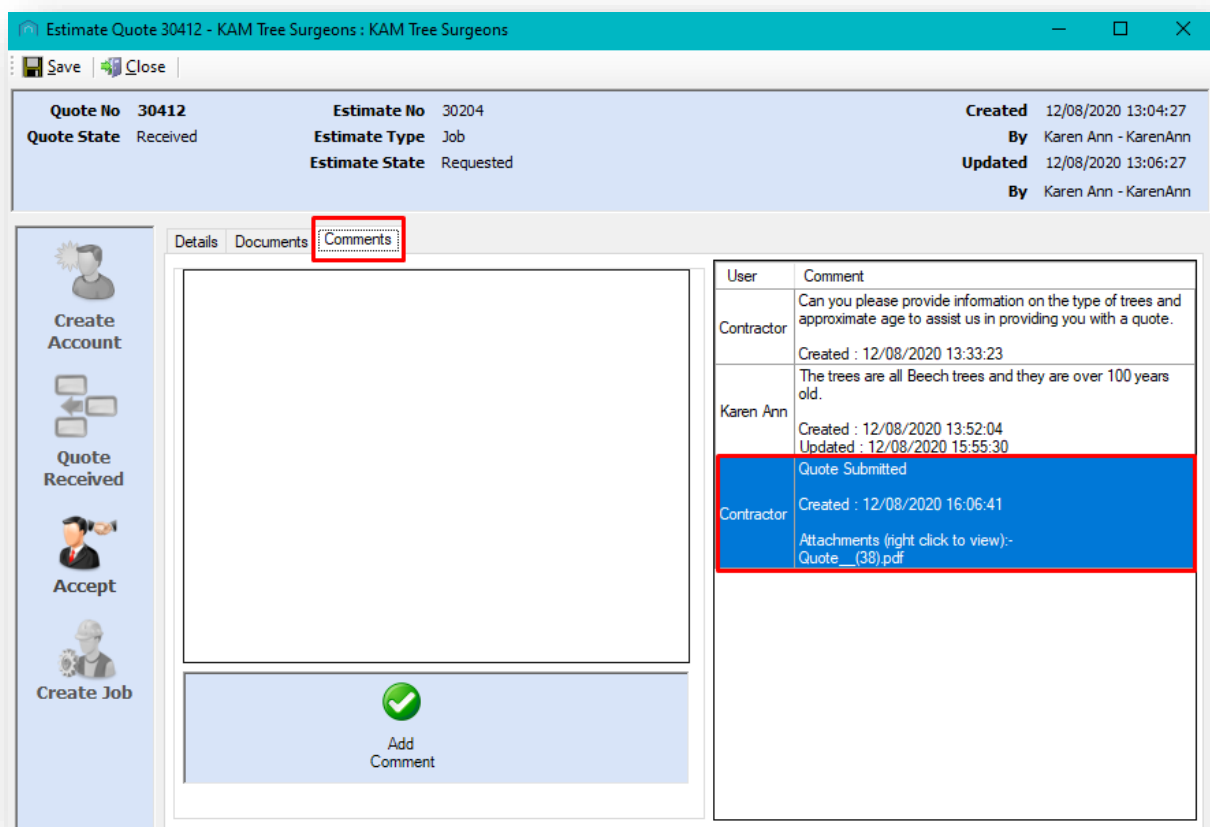 Estimate Quote 30412 - KAM Tree Surgeons : KAM Tree Surgeons
Save Close
Quote No 30412 Estimate No 30204 Created 12/08/2020 13:04:27
Quote State Received Estimate Type Job By Karen Ann - KarenAnn
Estimate State Requested Updated 12/08/2020 13:06:27
By Karen Ann - KarenAnn
Create
Account
Quote
Received
Accept
Create Job
Details Documents Comments
Add
Comment
User Comment
Contractor
Can you please provide information on the type of trees and
approximate age to assist us in providing you with a quote.
Created : 12/08/2020 13:33:23
Karen Ann
The trees are all Beech trees and they are over 100 years
old.
Created : 12/08/2020 13:52:04
Updated : 12/08/2020 15:55:30
Contractor
Quote Submitted
Created : 12/08/2020 16:06:41
Attachments (right click to view):-
Quote__(38).pdf